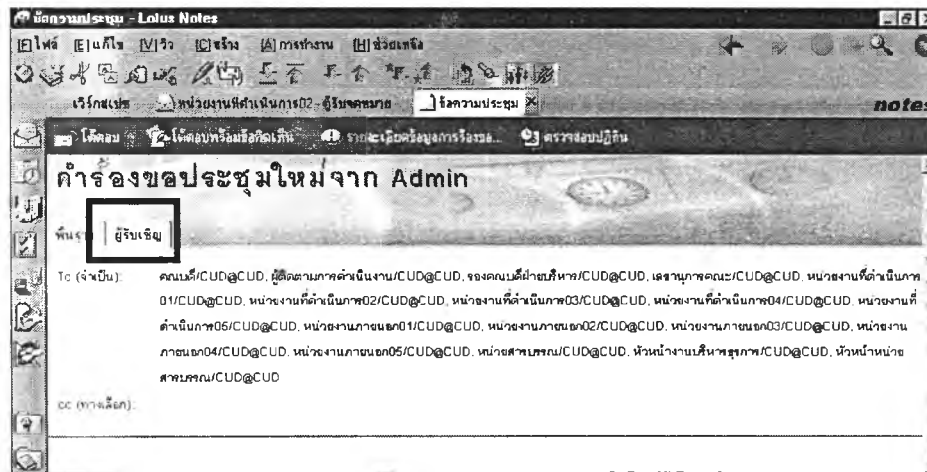 ข้อความประชุม - Lotus Notes
[F]ไฟล์ [E]แก้ไข [V]วิว [C]สร้าง [A]การทำงาน [H]ช่วยเหลือ
เวิร์กสเปซ หน่วยงานที่ดำเนินการ02 - ตู้รับจดหมาย ข้อความประชุม notes
โต้ตอบ โต้ตอบพร้อมข้อคิดเห็น รายละเอียดข้อมูลการร้องขอ... ตรวจสอบปฏิทิน
คำร้องขอประชุมใหม่จาก Admin
พื้นฐาน ผู้รับเชิญ
To (จำเป็น): คณบดี/CUD@CUD, ผู้ติดตามการดำเนินงาน/CUD@CUD, รองคณบดีฝ่ายบริหาร/CUD@CUD, เลขานุการคณะ/CUD@CUD, หน่วยงานที่ดำเนินการ
01/CUD@CUD, หน่วยงานที่ดำเนินการ02/CUD@CUD, หน่วยงานที่ดำเนินการ03/CUD@CUD, หน่วยงานที่ดำเนินการ04/CUD@CUD, หน่วยงานที่
ดำเนินการ05/CUD@CUD, หน่วยงานภายนอก01/CUD@CUD, หน่วยงานภายนอก02/CUD@CUD, หน่วยงานภายนอก03/CUD@CUD, หน่วยงาน
ภายนอก04/CUD@CUD, หน่วยงานภายนอก05/CUD@CUD, หน่วยสารบรรณ/CUD@CUD, หัวหน้างานบริหารธุรการ/CUD@CUD, หัวหน้าหน่วย
สารบรรณ/CUD@CUD
cc (ทางเลือก):